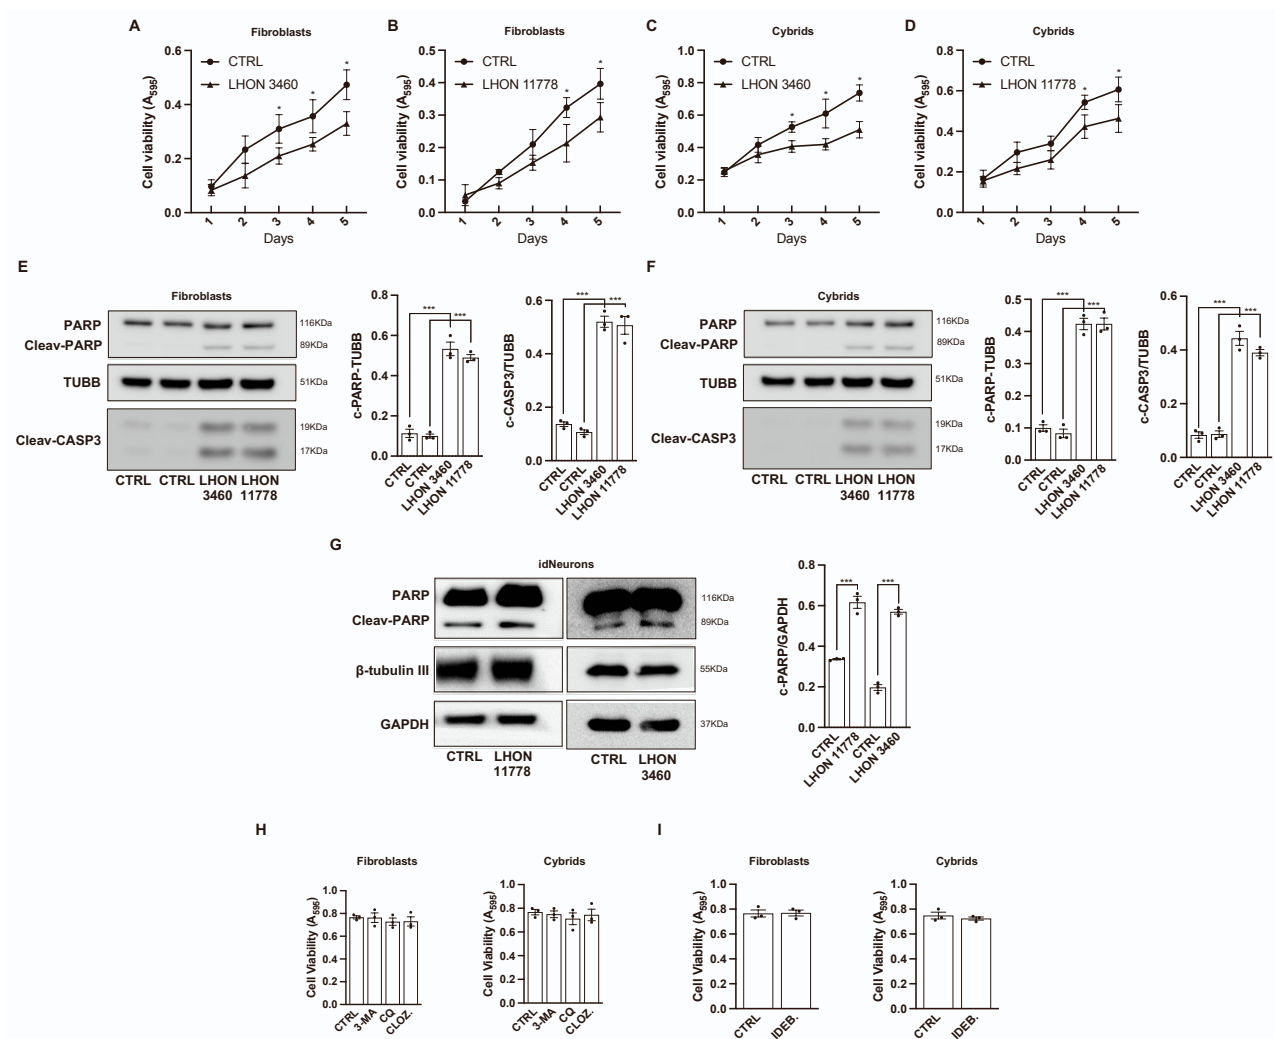 A
Fibroblasts
Cell viability (A595)
0.6
0.4
0.2
0.0
CTRL
LHON 3460
*
*
*
1 2 3 4 5
Days
B
Fibroblasts
Cell viability (A595)
0.5
0.4
0.3
0.2
0.1
0.0
CTRL
LHON 11778
*
*
1 2 3 4 5
Days
C
Cybrids
Cell viability (A595)
1.0
0.8
0.6
0.4
0.2
0.0
CTRL
LHON 3460
*
*
*
1 2 3 4 5
Days
D
Cybrids
Cell viability (A595)
0.8
0.6
0.4
0.2
0.0
CTRL
LHON 11778
*
*
1 2 3 4 5
Days
E
Fibroblasts
PARP 116KDa
Cleav-PARP 89KDa
TUBB 51KDa
Cleav-CASP3 19KDa
17KDa
CTRL CTRL LHON LHON
3460 11778
c-PARP-TUBB
0.8
0.6
0.4
0.2
0.0
***
***
CTRL
CTRL
LHON 3460
LHON 11778
c-CASP3/TUBB
0.6
0.4
0.2
0.0
***
***
CTRL
CTRL
LHON 3460
LHON 11778
F
Cybrids
PARP 116KDa
Cleav-PARP 89KDa
TUBB 51KDa
Cleav-CASP3 19KDa
17KDa
CTRL CTRL LHON LHON
3460 11778
c-PARP-TUBB
0.5
0.4
0.3
0.2
0.1
0.0
***
***
CTRL
CTRL
LHON 3460
LHON 11778
c-CASP3/TUBB
0.6
0.4
0.2
0.0
***
***
CTRL
CTRL
LHON 3460
LHON 11778
G
idNeurons
PARP 116KDa
Cleav-PARP 89KDa
β-tubulin III 55KDa
GAPDH 37KDa
CTRL LHON CTRL LHON
11778 3460
c-PARP/GAPDH
0.8
0.6
0.4
0.2
0.0
***
***
CTRL
LHON 11778
CTRL
LHON 3460
H
Fibroblasts
Cell Viability (A595)
1.0
0.8
0.6
0.4
0.2
0.0
CTRL
3-MA
CQ
CLOZ.
Cybrids
Cell Viability (A595)
1.0
0.8
0.6
0.4
0.2
0.0
CTRL
3-MA
CQ
CLOZ.
I
Fibroblasts
Cell Viability (A595)
1.0
0.8
0.6
0.4
0.2
0.0
CTRL
IDEB.
Cybrids
Cell Viability (A595)
1.0
0.8
0.6
0.4
0.2
0.0
CTRL
IDEB.